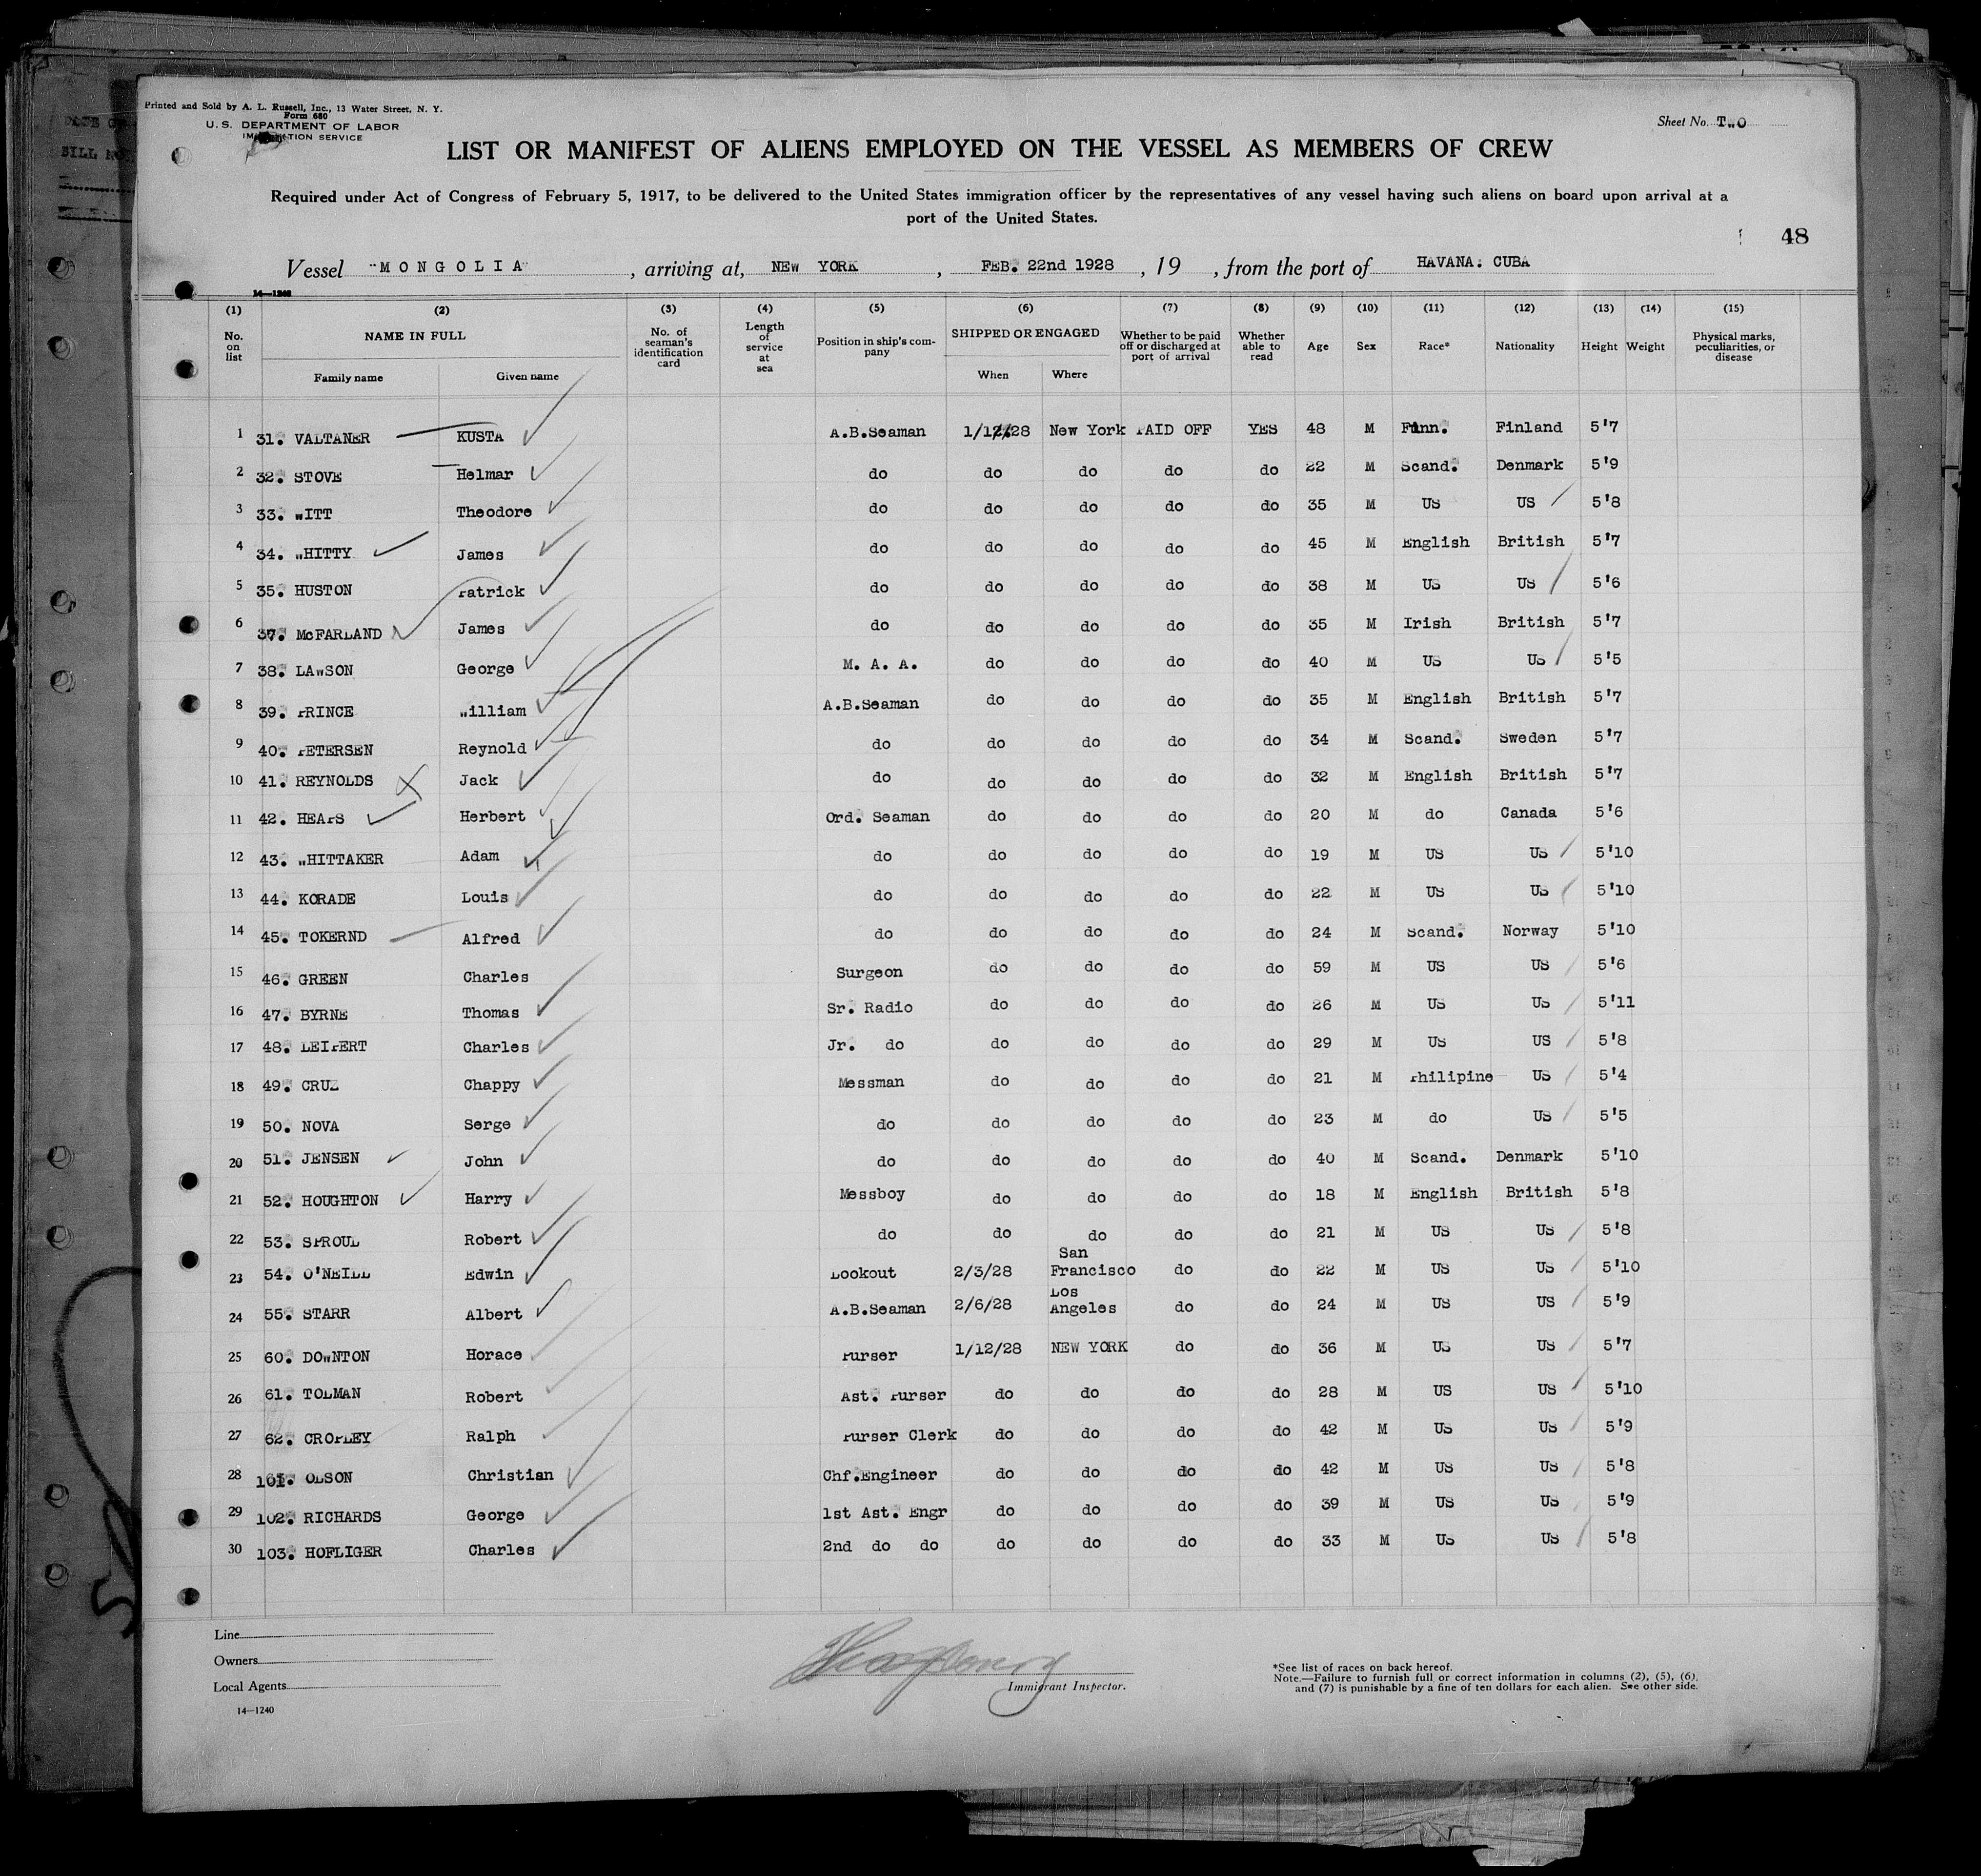 Printed and Sold by A. L. Russell, Inc., 13 Water Street, N. Y.
Form 680
U. S. DEPARTMENT OF LABOR
IMMIGRATION SERVICE
Sheet No. TWO
LIST OR MANIFEST OF ALIENS EMPLOYED ON THE VESSEL AS MEMBERS OF CREW
Required under Act of Congress of February 5, 1917, to be delivered to the United States immigration officer by the representatives of any vessel having such aliens on board upon arrival at a
port of the United States.
48
Vessel "MONGOLIA", arriving at, NEW YORK, FEB. 22nd 1928, 19 , from the port of HAVANA. CUBA
14—1240
(1) (2) (3) (4) (5) (6) (7) (8) (9) (10) (11) (12) (13) (14) (15)
No. on list NAME IN FULL Family name Given name No. of seaman's identification card Length of service at sea Position in ship's company SHIPPED OR ENGAGED When Where Whether to be paid off or discharged at port of arrival Whether able to read Age Sex Race* Nationality Height Weight Physical marks, peculiarities, or disease
1 31. VALTANER KUSTA A.B.Seaman 1/12/28 New York PAID OFF YES 48 M Finn. Finland 5'7
2 32. STOVE Helmar do do do do do 22 M Scand. Denmark 5'9
3 33. WITT Theodore do do do do do 35 M US US 5'8
4 34. WHITTY James do do do do do 45 M English British 5'7
5 35. HUSTON Patrick do do do do do 38 M US US 5'6
6 37. McFARLAND James do do do do do 35 M Irish British 5'7
7 38. LAWSON George M. A. A. do do do do 40 M US US 5'5
8 39. PRINCE William A.B.Seaman do do do do 35 M English British 5'7
9 40. PETERSEN Reynold do do do do do 34 M Scand. Sweden 5'7
10 41. REYNOLDS Jack do do do do do 32 M English British 5'7
11 42. HEAPS Herbert Ord. Seaman do do do do 20 M do Canada 5'6
12 43. WHITTAKER Adam do do do do do 19 M US US 5'10
13 44. KORADE Louis do do do do do 22 M US US 5'10
14 45. TOKERND Alfred do do do do do 24 M Scand. Norway 5'10
15 46. GREEN Charles Surgeon do do do do 59 M US US 5'6
16 47. BYRNE Thomas Sr. Radio do do do do 26 M US US 5'11
17 48. LEIPERT Charles Jr. do do do do do 29 M US US 5'8
18 49. CRUZ Chappy Messman do do do do 21 M Philipine US 5'4
19 50. NOVA Serge do do do do do 23 M do US 5'5
20 51. JENSEN John do do do do do 40 M Scand. Denmark 5'10
21 52. HOUGHTON Harry Messboy do do do do 18 M English British 5'8
22 53. SPROUL Robert do do do do do 21 M US US 5'8
23 54. O'NEILL Edwin Lookout 2/3/28 San Francisco do do 22 M US US 5'10
24 55. STARR Albert A.B.Seaman 2/6/28 Los Angeles do do 24 M US US 5'9
25 60. DOWNTON Horace Purser 1/12/28 NEW YORK do do 36 M US US 5'7
26 61. TOLMAN Robert Ast. Purser do do do do 28 M US US 5'10
27 62. CROPLEY Ralph Purser Clerk do do do do 42 M US US 5'9
28 101. OLSON Christian Chf.Engineer do do do do 42 M US US 5'8
29 102. RICHARDS George 1st Ast. Engr do do do do 39 M US US 5'9
30 103. HOFLIGER Charles 2nd do do do do do do 33 M US US 5'8
Line
Owners
Local Agents
14—1240
Immigrant Inspector.
*See list of races on back hereof.
Note.—Failure to furnish full or correct information in columns (2), (5), (6),
and (7) is punishable by a fine of ten dollars for each alien. See other side.